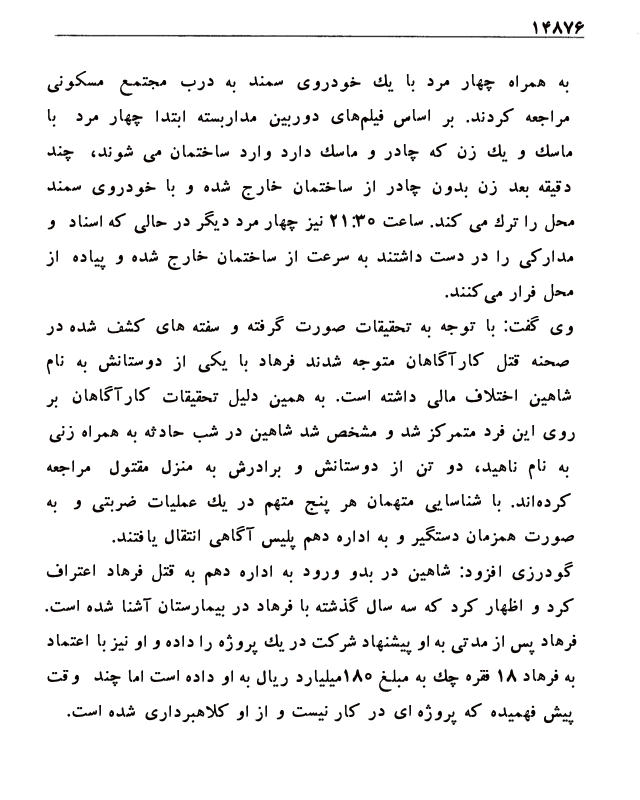 ۱۴۸۷۶
به همراه چهار مرد با یك خودروی سمند به درب مجتمع مسکونی
مراجعه کردند. بر اساس فیلم‌های دوربین مداربسته ابتدا چهار مرد با
ماسك و یك زن که چادر و ماسك دارد وارد ساختمان می شوند، چند
دقیقه بعد زن بدون چادر از ساختمان خارج شده و با خودروی سمند
محل را ترك می کند. ساعت ۲۱:۳۰ نیز چهار مرد دیگر در حالی که اسناد و
مدارکی را در دست داشتند به سرعت از ساختمان خارج شده و پیاده از
محل فرار می‌کنند.
وی گفت: با توجه به تحقیقات صورت گرفته و سفته های کشف شده در
صحنه قتل کارآگاهان متوجه شدند فرهاد با یکی از دوستانش به نام
شاهین اختلاف مالی داشته است. به همین دلیل تحقیقات کارآگاهان بر
روی این فرد متمرکز شد و مشخص شد شاهین در شب حادثه به همراه زنی
به نام ناهید، دو تن از دوستانش و برادرش به منزل مقتول مراجعه
کرده‌اند. با شناسایی متهمان هر پنج متهم در یك عملیات ضربتی و به
صورت همزمان دستگیر و به اداره دهم پلیس آگاهی انتقال یافتند.
گودرزی افزود: شاهین در بدو ورود به اداره دهم به قتل فرهاد اعتراف
کرد و اظهار کرد که سه سال گذشته با فرهاد در بیمارستان آشنا شده است.
فرهاد پس از مدتی به او پیشنهاد شرکت در یك پروژه را داده و او نیز با اعتماد
به فرهاد ۱۸ فقره چك به مبلغ ۱۸۰میلیارد ریال به او داده است اما چند وقت
پیش فهمیده که پروژه ای در کار نیست و از او کلاهبرداری شده است.